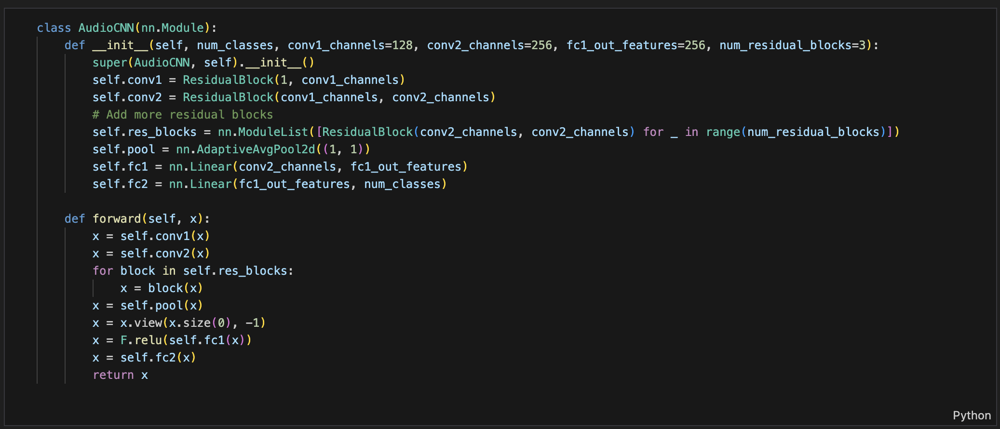 class AudioCNN(nn.Module):
    def __init__(self, num_classes, conv1_channels=128, conv2_channels=256, fc1_out_features=256, num_residual_blocks=3):
        super(AudioCNN, self).__init__()
        self.conv1 = ResidualBlock(1, conv1_channels)
        self.conv2 = ResidualBlock(conv1_channels, conv2_channels)
        # Add more residual blocks
        self.res_blocks = nn.ModuleList([ResidualBlock(conv2_channels, conv2_channels) for _ in range(num_residual_blocks)])
        self.pool = nn.AdaptiveAvgPool2d((1, 1))
        self.fc1 = nn.Linear(conv2_channels, fc1_out_features)
        self.fc2 = nn.Linear(fc1_out_features, num_classes)

    def forward(self, x):
        x = self.conv1(x)
        x = self.conv2(x)
        for block in self.res_blocks:
            x = block(x)
        x = self.pool(x)
        x = x.view(x.size(0), -1)
        x = F.relu(self.fc1(x))
        x = self.fc2(x)
        return x
Python